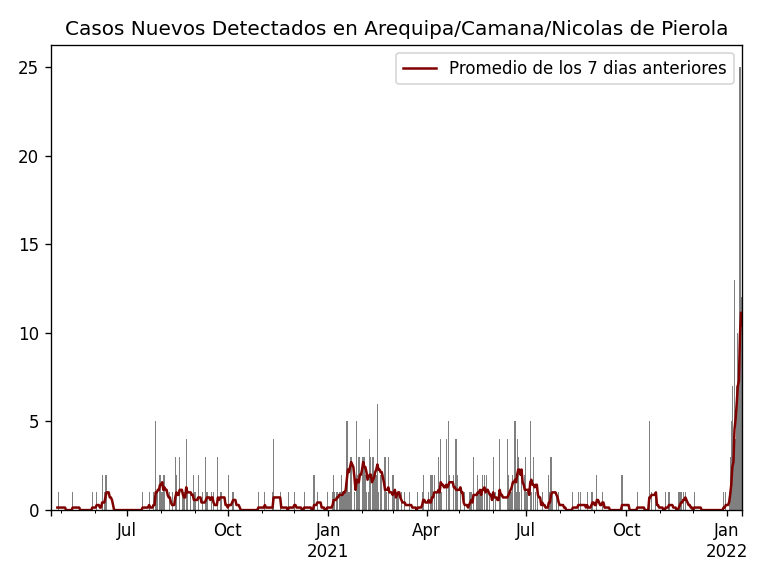 Casos Nuevos Detectados en Arequipa/Camana/Nicolas de Pierola
Promedio de los 7 dias anteriores
25
20
15
10
5
0
Jul
Oct
Jan
2021
Apr
Jul
Oct
Jan
2022